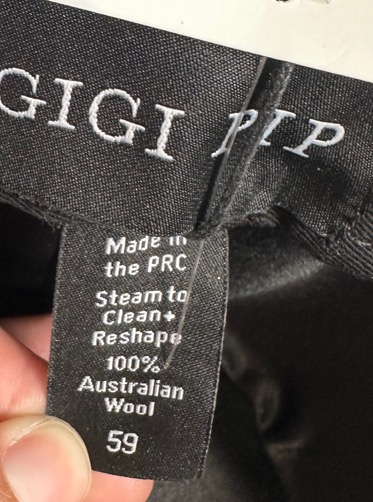 GIGI PIP
Made in
the PRC
Steam to
Clean+
Reshape
100%
Australian
Wool
59